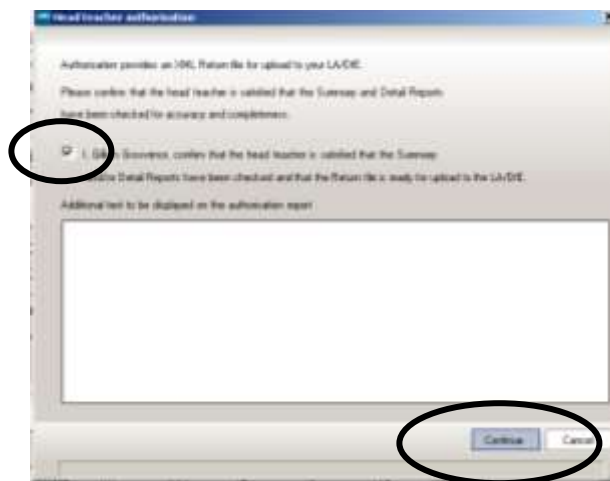 Head teacher authorisation
Authorisation provides an XML Return file for upload to your LA/DfE.
Please confirm that the head teacher is satisfied that the Summary and Detail Reports
have been checked for accuracy and completeness.
I, Governor, confirm that the head teacher is satisfied that the Summary
Detail Reports have been checked and that the Return file is ready for upload to the LA/DfE.
Additional text to be displayed on the authorisation report
Continue
Cancel